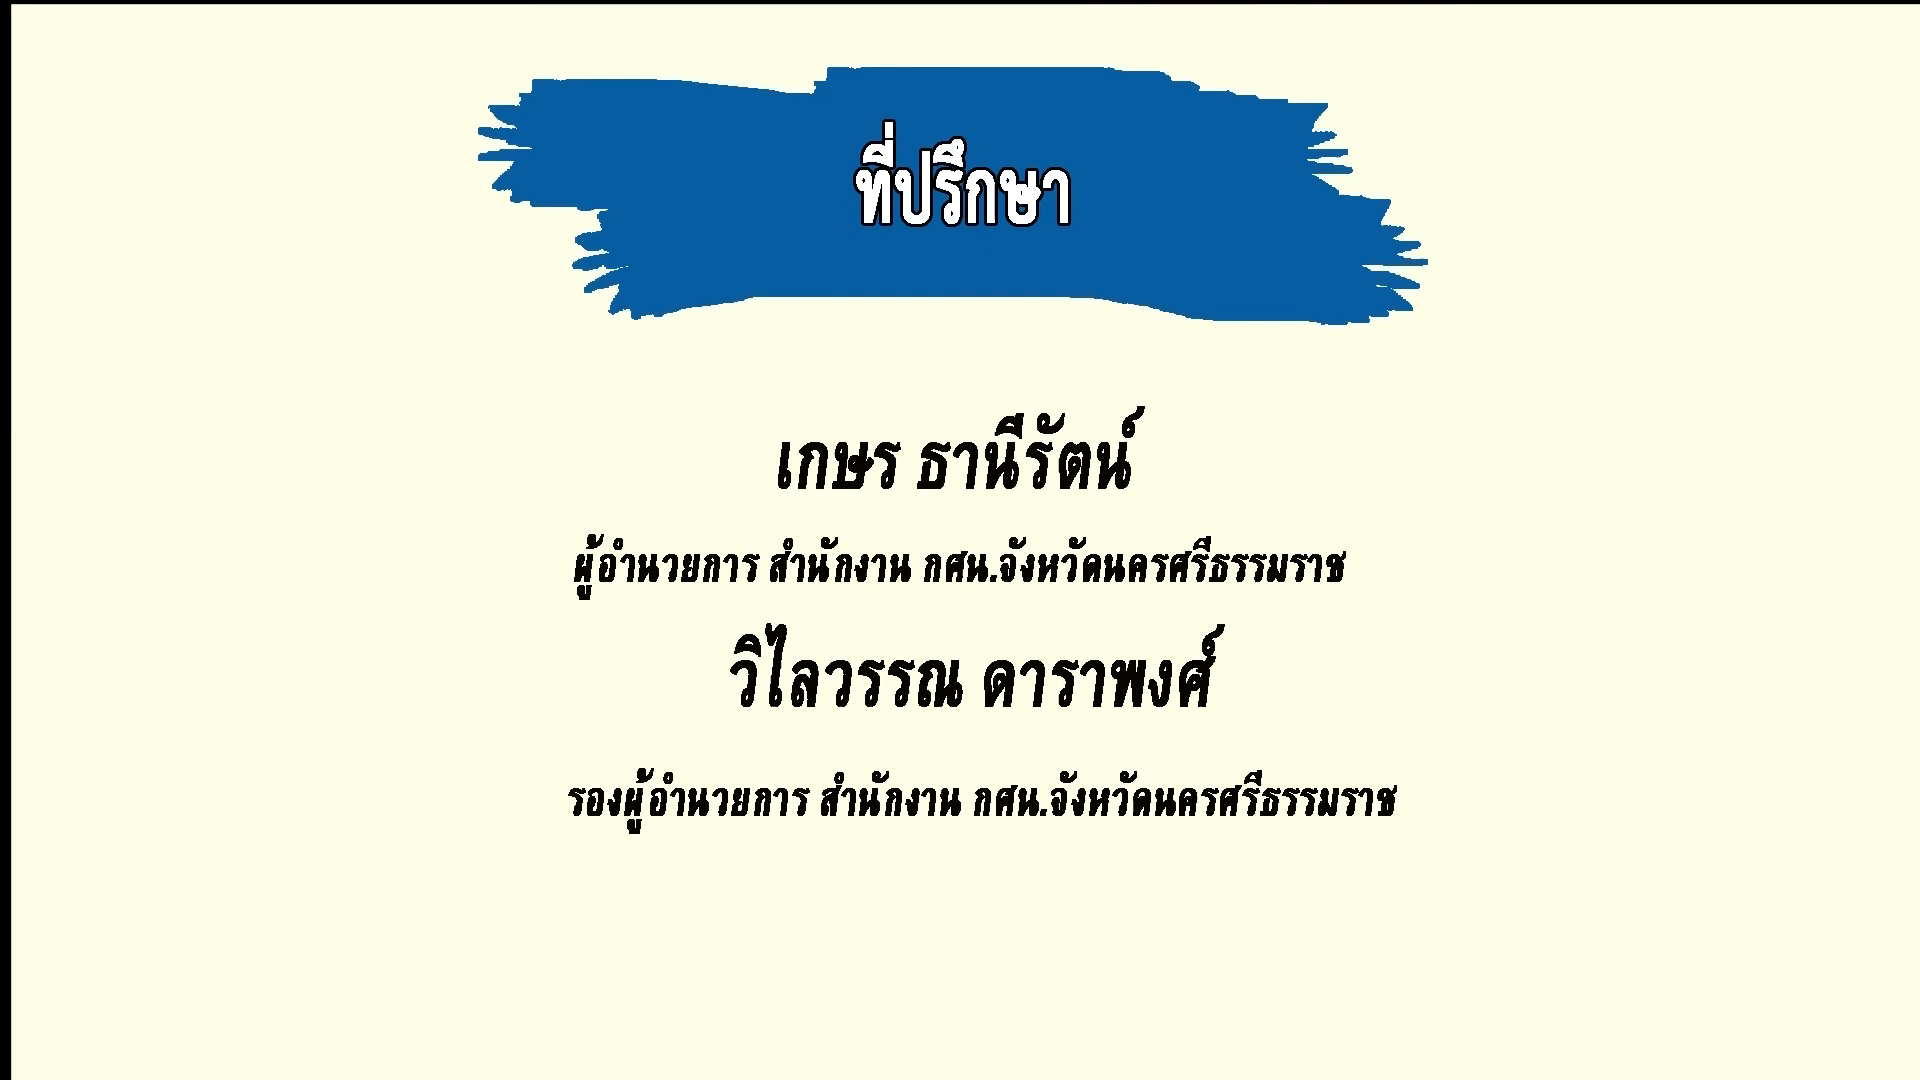 ที่ปรึกษา
เกษร ธานีรัตน์
ผู้อำนวยการ สำนักงาน กศน.จังหวัดนครศรีธรรมราช
วิไลวรรณ ดาราพงศ์
รองผู้อำนวยการ สำนักงาน กศน.จังหวัดนครศรีธรรมราช